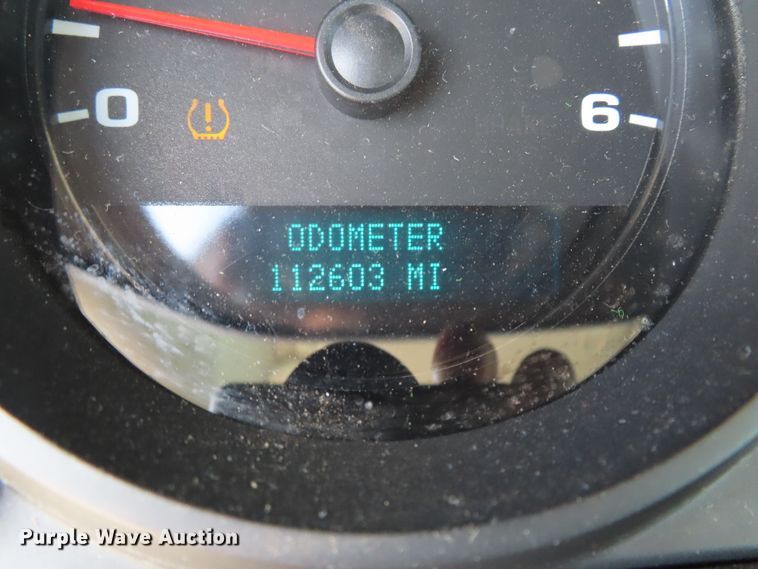 0
6
ODOMETER
112603 MI
Purple Wave Auction